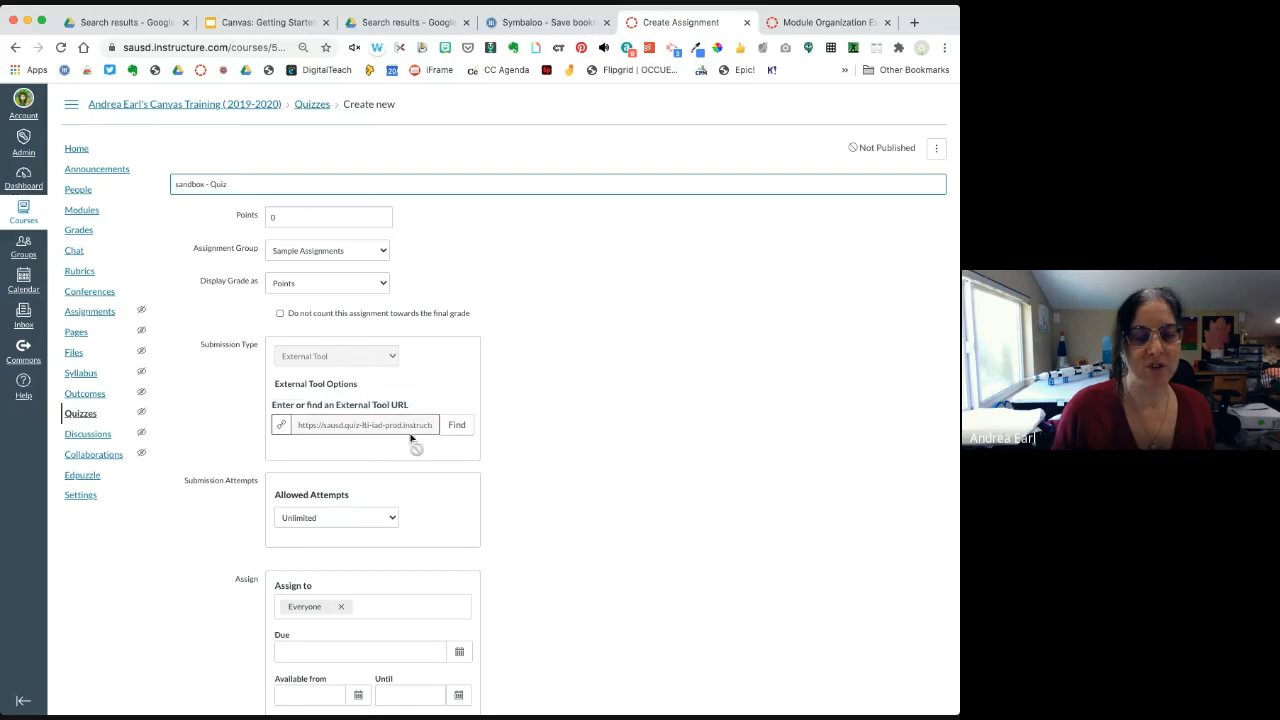 Search results - Google
Canvas: Getting Starte
Search results - Google
Symbaloo - Save book
Create Assignment
Module Organization Ex
sausd.instructure.com/courses/5...
Apps
DigitalTeach
iFrame
CC Agenda
Flipgrid | OCCUE...
Epic!
Other Bookmarks
Account
Admin
Dashboard
Courses
Groups
Calendar
Inbox
Commons
Help
Andrea Earl's Canvas Training ( 2019-2020)
Quizzes
Create new
Home
Announcements
People
Modules
Grades
Chat
Rubrics
Conferences
Assignments
Pages
Files
Syllabus
Outcomes
Quizzes
Discussions
Collaborations
Edpuzzle
Settings
Not Published
sandbox - Quiz
Points
0
Assignment Group
Sample Assignments
Display Grade as
Points
Do not count this assignment towards the final grade
Submission Type
External Tool
External Tool Options
Enter or find an External Tool URL
https://sausd.quiz-lti-iad-prod.instructu
Find
Submission Attempts
Allowed Attempts
Unlimited
Assign
Assign to
Everyone
Due
Available from
Until
Andrea Earl